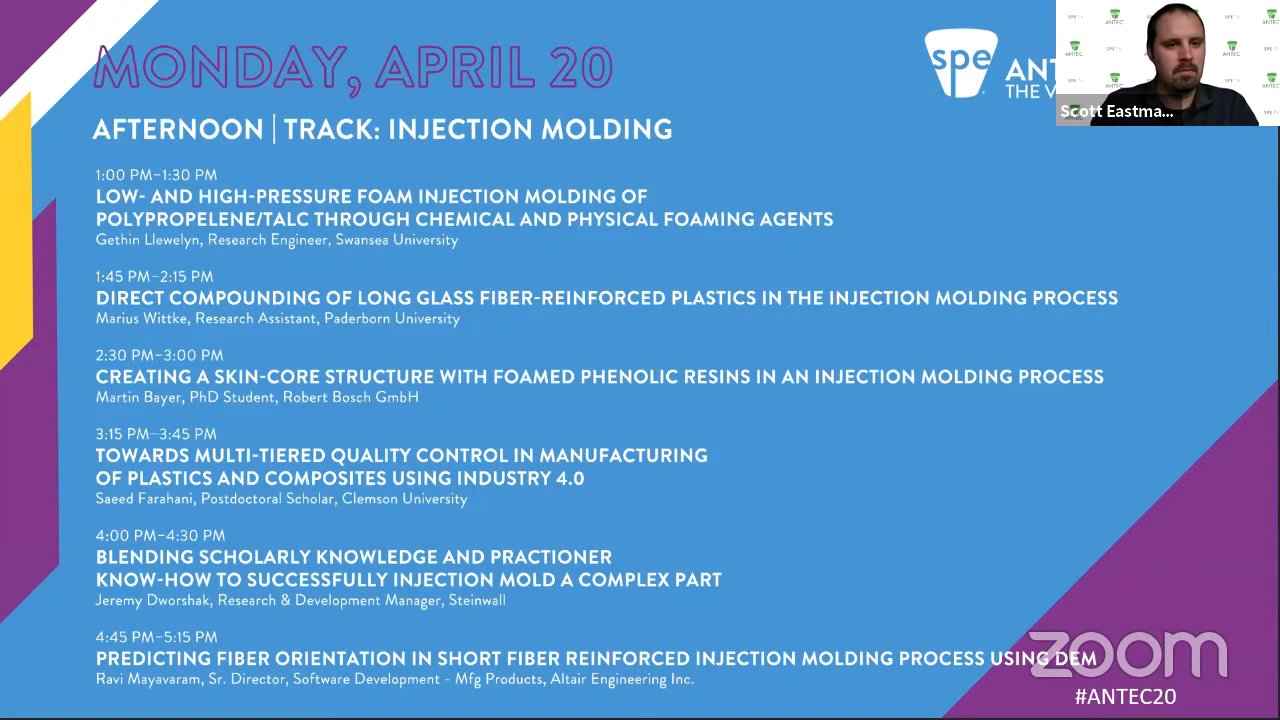 MONDAY, APRIL 20
spe
ANT
THE V
Scott Eastma...
AFTERNOON | TRACK: INJECTION MOLDING
1:00 PM–1:30 PM
LOW- AND HIGH-PRESSURE FOAM INJECTION MOLDING OF
POLYPROPELENE/TALC THROUGH CHEMICAL AND PHYSICAL FOAMING AGENTS
Gethin Llewelyn, Research Engineer, Swansea University
1:45 PM–2:15 PM
DIRECT COMPOUNDING OF LONG GLASS FIBER-REINFORCED PLASTICS IN THE INJECTION MOLDING PROCESS
Marius Wittke, Research Assistant, Paderborn University
2:30 PM–3:00 PM
CREATING A SKIN-CORE STRUCTURE WITH FOAMED PHENOLIC RESINS IN AN INJECTION MOLDING PROCESS
Martin Bayer, PhD Student, Robert Bosch GmbH
3:15 PM–3:45 PM
TOWARDS MULTI-TIERED QUALITY CONTROL IN MANUFACTURING
OF PLASTICS AND COMPOSITES USING INDUSTRY 4.0
Saeed Farahani, Postdoctoral Scholar, Clemson University
4:00 PM–4:30 PM
BLENDING SCHOLARLY KNOWLEDGE AND PRACTIONER
KNOW-HOW TO SUCCESSFULLY INJECTION MOLD A COMPLEX PART
Jeremy Dworshak, Research & Development Manager, Steinwall
4:45 PM–5:15 PM
PREDICTING FIBER ORIENTATION IN SHORT FIBER REINFORCED INJECTION MOLDING PROCESS USING DEM
Ravi Mayavaram, Sr. Director, Software Development - Mfg Products, Altair Engineering Inc.
zoom
#ANTEC20